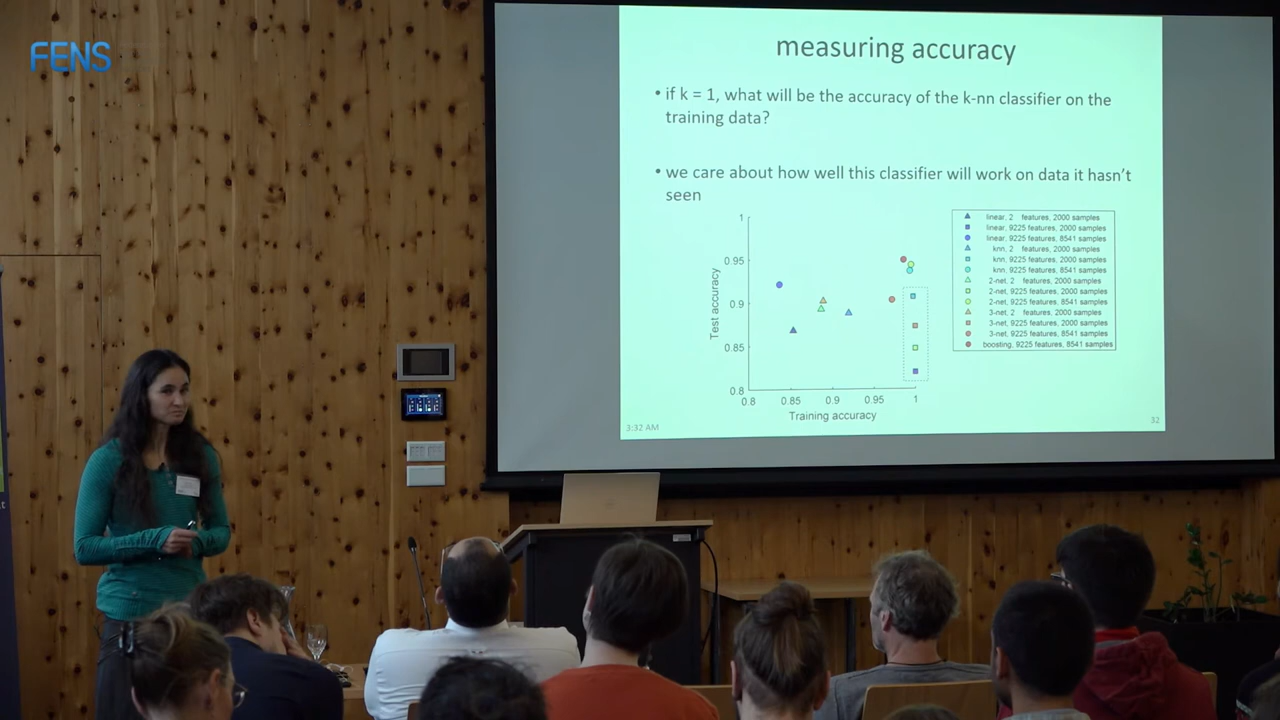 FENS
measuring accuracy
• if k = 1, what will be the accuracy of the k-nn classifier on the
training data?
• we care about how well this classifier will work on data it hasn't
seen
linear, 2 features, 2000 samples
linear, 9225 features, 2000 samples
linear, 9225 features, 8541 samples
knn, 2 features, 2000 samples
knn, 9225 features, 2000 samples
knn, 9225 features, 8541 samples
2-net, 2 features, 2000 samples
2-net, 9225 features, 2000 samples
2-net, 9225 features, 8541 samples
3-net, 2 features, 2000 samples
3-net, 9225 features, 2000 samples
3-net, 9225 features, 8541 samples
boosting, 9225 features, 8541 samples
Test accuracy
1
0.95
0.9
0.85
0.8
0.8 0.85 0.9 0.95 1
Training accuracy
3:32 AM
32